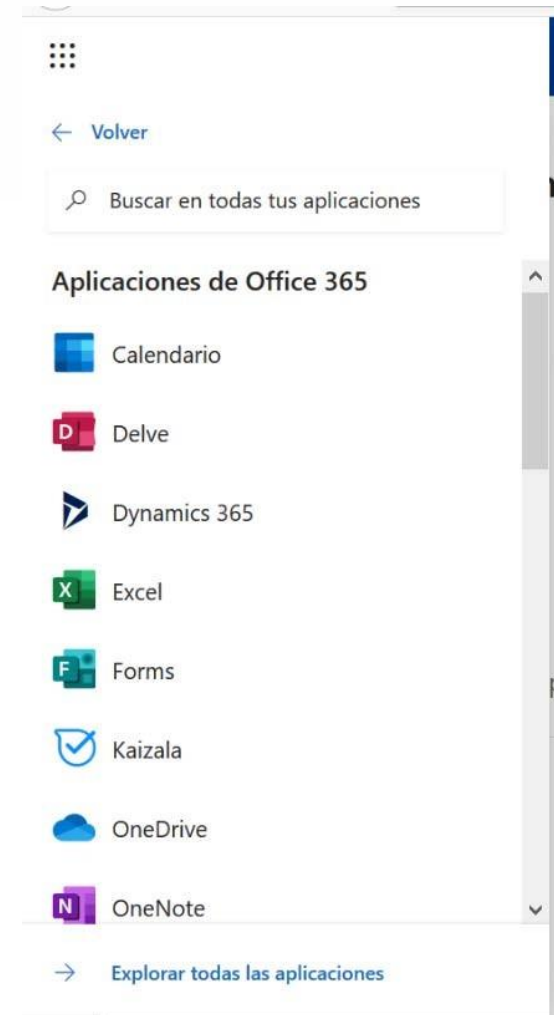 Volver
Buscar en todas tus aplicaciones
Aplicaciones de Office 365
Calendario
D Delve
Dynamics 365
X Excel
F Forms
Kaizala
OneDrive
N OneNote
Explorar todas las aplicaciones